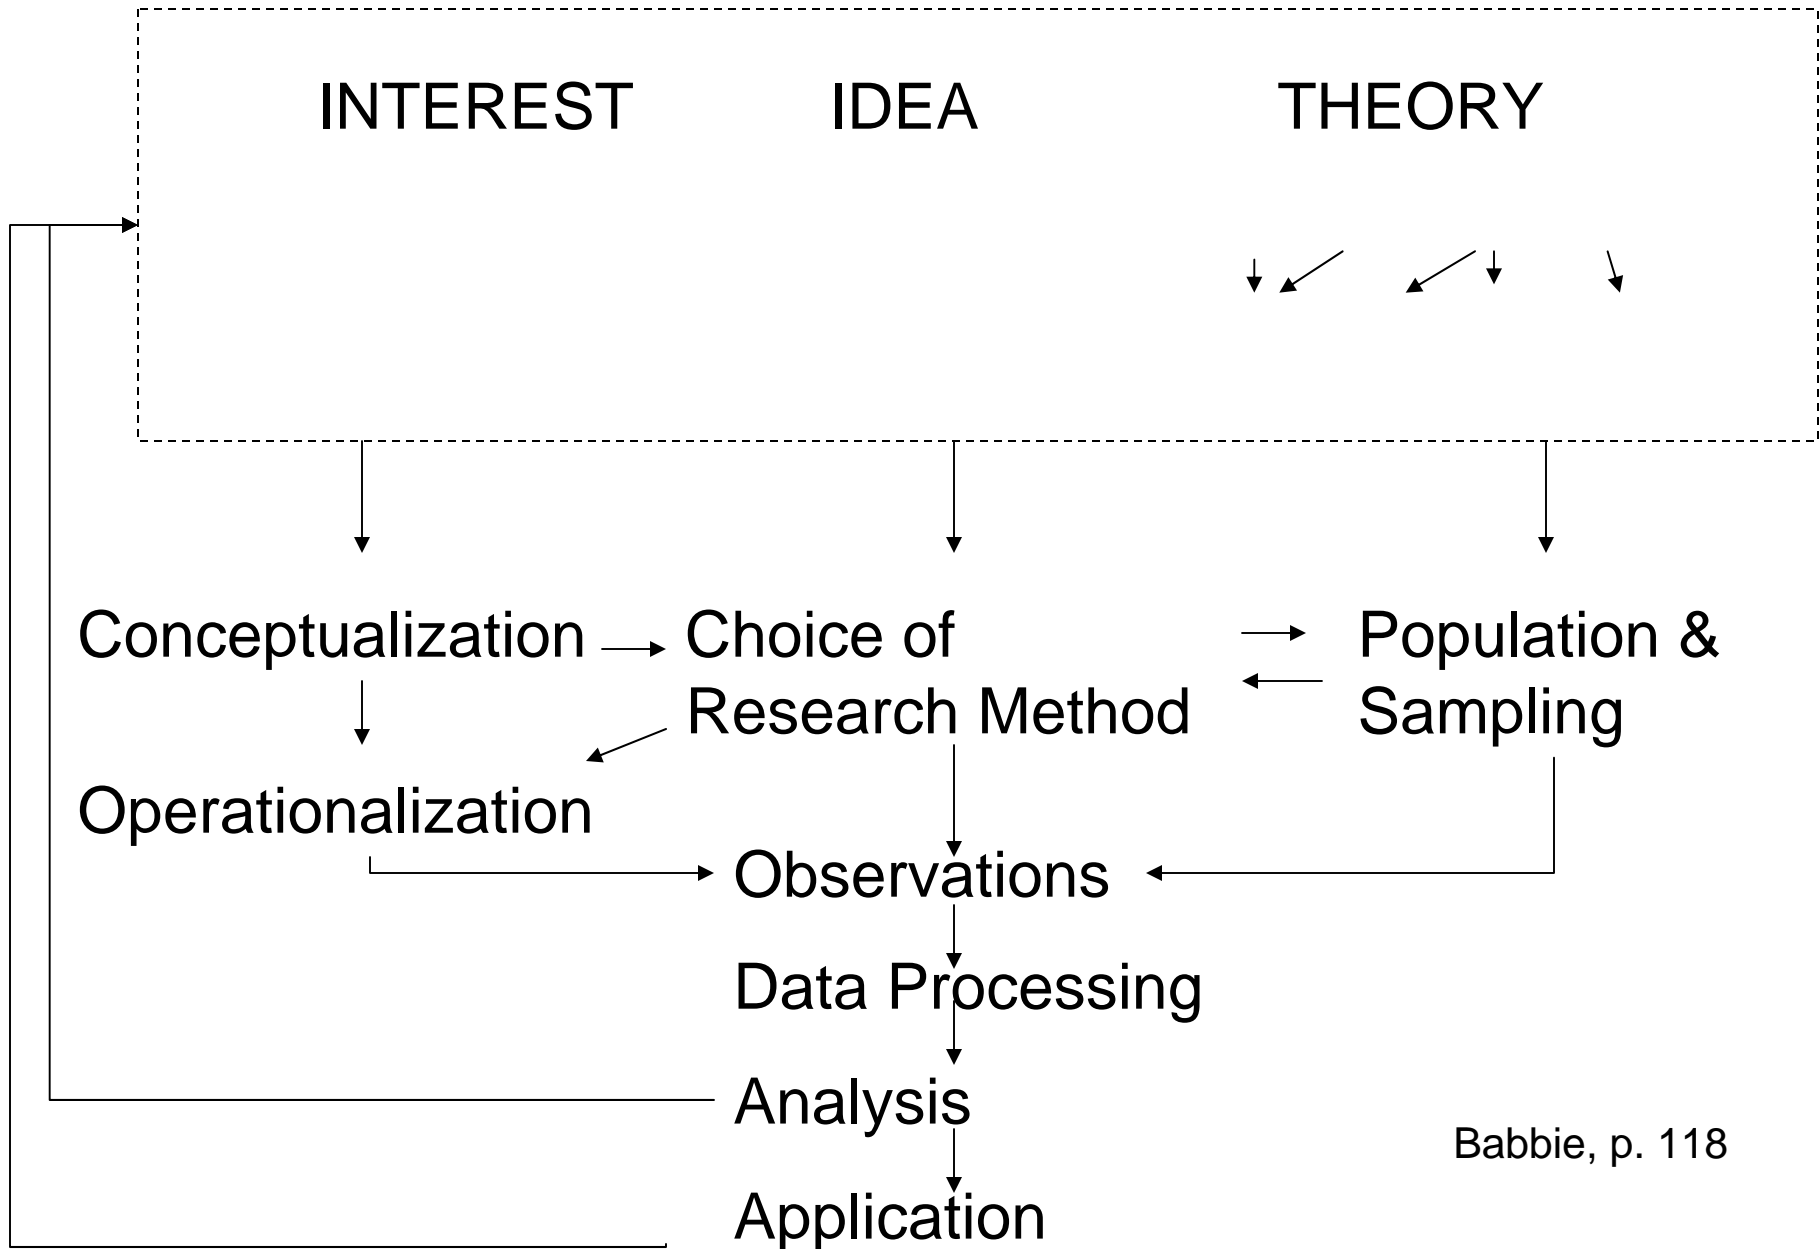 INTEREST IDEA THEORY
Conceptualization
Choice of
Research Method
Population &
Sampling
Operationalization
Observations
Data Processing
Analysis
Application
Babbie, p. 118